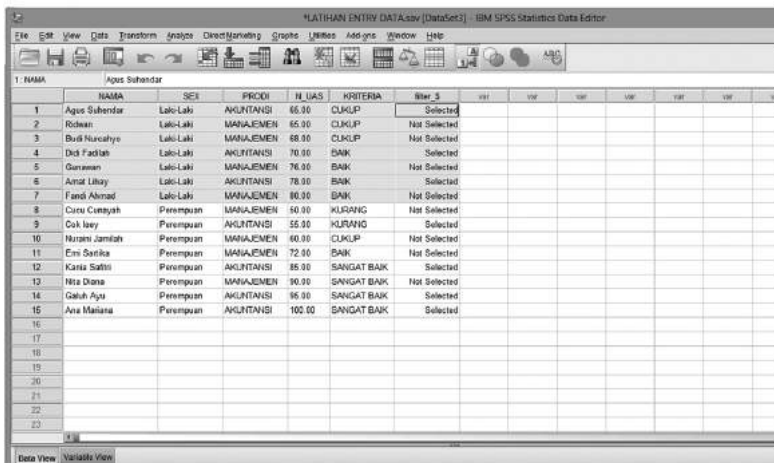 *LATIHAN ENTRY DATA.sav [DataSet3] - IBM SPSS Statistics Data Editor
File Edit View Data Transform Analyze Direct Marketing Graphs Utilities Add-ons Window Help
1 : NAMA Agus Suhendar
NAMA SEX PRODI N_UAS KRITERIA filter_$ var var var var var var
1 Agus Suhendar Laki-Laki AKUNTANSI 65.00 CUKUP Selected
2 Ridwan Laki-Laki MANAJEMEN 65.00 CUKUP Not Selected
3 Budi Nurcahyo Laki-Laki MANAJEMEN 68.00 CUKUP Not Selected
4 Didi Fadilah Laki-Laki AKUNTANSI 70.00 BAIK Selected
5 Gunawan Laki-Laki MANAJEMEN 76.00 BAIK Not Selected
6 Amat Lihay Laki-Laki AKUNTANSI 78.00 BAIK Selected
7 Fandi Ahmad Laki-Laki MANAJEMEN 80.00 BAIK Not Selected
8 Cucu Cunayah Perempuan MANAJEMEN 50.00 KURANG Not Selected
9 Perempuan AKUNTANSI 55.00 KURANG Selected
10 Nuraini Jamilah Perempuan MANAJEMEN 60.00 CUKUP Not Selected
11 Erni Sartika Perempuan MANAJEMEN 72.00 BAIK Not Selected
12 Kania Safitri Perempuan AKUNTANSI 85.00 SANGAT BAIK Selected
13 Nita Diana Perempuan MANAJEMEN 90.00 SANGAT BAIK Not Selected
14 Galuh Ayu Perempuan AKUNTANSI 95.00 SANGAT BAIK Selected
15 Ana Mariana Perempuan AKUNTANSI 100.00 SANGAT BAIK Selected
16
17
18
19
20
21
22
23
Data View Variable View